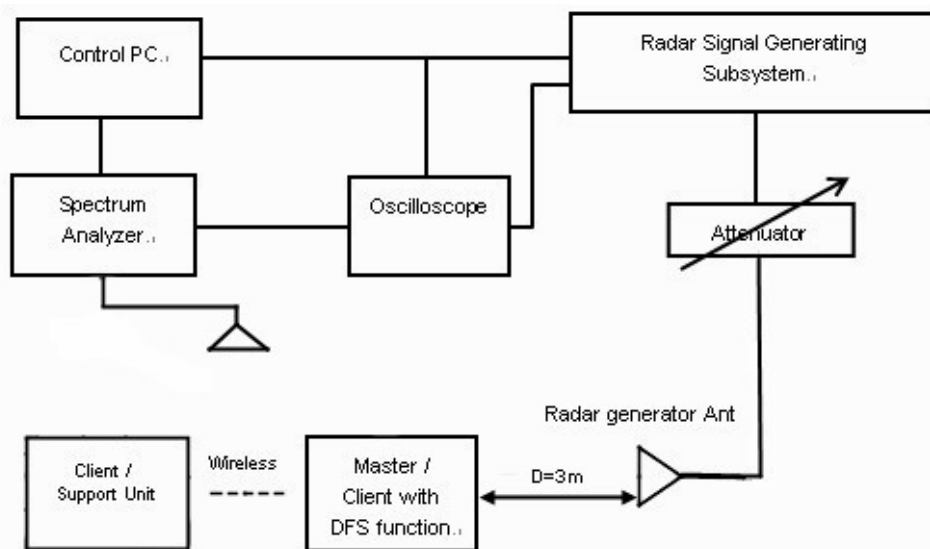 Control PC.
Radar Signal Generating
Subsystem.
Spectrum
Analyzer.
Oscilloscope
Attenuator
Radar generator Ant
Client /
Support Unit
Wireless
Master /
Client with
DFS function.
D=3m